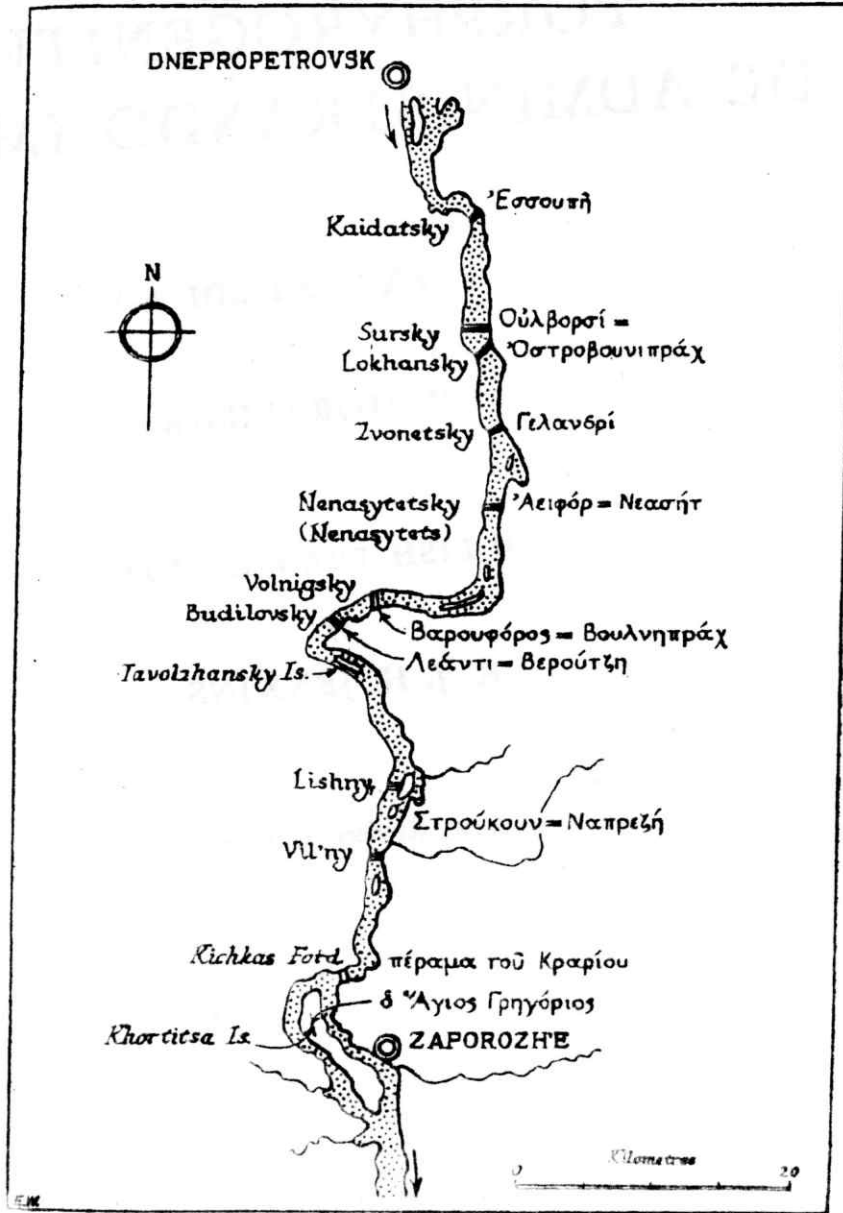 DNEPROPETROVSK
Ἐσσουπῆ
Kaidatsky
N
Οὐλβορσί =
Ὀστροβουνιπράχ
Sursky
Lokhansky
Γελανδρί
Zvonetsky
Nenasytetsky
(Nenasytets)
Ἀειφόρ = Νεασήτ
Volnigsky
Budilovsky
Βαρουφόρος = Βουλνηπράχ
Λεάντι = Βερούτζη
Tavolzhansky Is.
Lishny
Στρούκουν = Ναπρεζή
Vil'ny
Kichkas Ford
πέραμα τοῦ Κραρίου
ὁ Ἅγιος Γρηγόριος
Khortitsa Is.
ZAPOROZH'E
Kilometres
0 20
E.W.